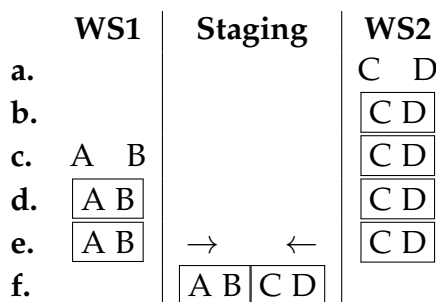 WS1 Staging WS2
a. C D
b. C D
c. A B C D
d. A B C D
e. A B → ← C D
f. A B C D